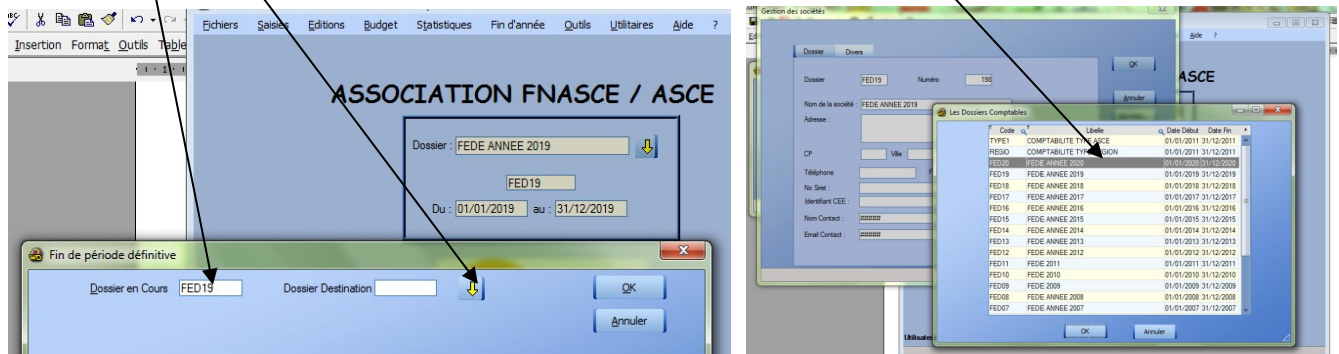 Fichiers Saisies Editions Budget Statistiques Fin d'année Outils Utilitaires Aide ?
Insertion Format Outils Table
ASSOCIATION FNASCE / ASCE
Dossier : FEDE ANNEE 2019
FED19
Du : 01/01/2019 au : 31/12/2019
Fin de période définitive
Dossier en Cours FED19 Dossier Destination OK
Annuler
Gestion des sociétés
Aide ?
Dossier Divers
OK
ASCE
Dossier FED19 Numéro 198
Annuler
Nom de la société : FEDE ANNEE 2019
Adresse :
CP Ville
Téléphone
No Siret :
Identifiant CEE :
Nom Contact : #####
Email Contact : #####
Les Dossiers Comptables
Code Libelle Date Début Date Fin
TYPE1 COMPTABILITE TYPE ASCE 01/01/2011 31/12/2011
REGIO COMPTABILITE TYPE REGION 01/01/2011 31/12/2011
FED20 FEDE ANNEE 2020 01/01/2020 31/12/2020
FED19 FEDE ANNEE 2019 01/01/2019 31/12/2019
FED18 FEDE ANNEE 2018 01/01/2018 31/12/2018
FED17 FEDE ANNEE 2017 01/01/2017 31/12/2017
FED16 FEDE ANNEE 2016 01/01/2016 31/12/2016
FED15 FEDE ANNEE 2015 01/01/2015 31/12/2015
FED14 FEDE ANNEE 2014 01/01/2014 31/12/2014
FED13 FEDE ANNEE 2013 01/01/2013 31/12/2013
FED12 FEDE ANNEE 2012 01/01/2012 31/12/2012
FED11 FEDE 2011 01/01/2011 31/12/2011
FED10 FEDE 2010 01/01/2010 31/12/2010
FED09 FEDE 2009 01/01/2009 31/12/2009
FED08 FEDE ANNEE 2008 01/01/2008 31/12/2008
FED07 FEDE ANNEE 2007 01/01/2007 31/12/2007
OK Annuler